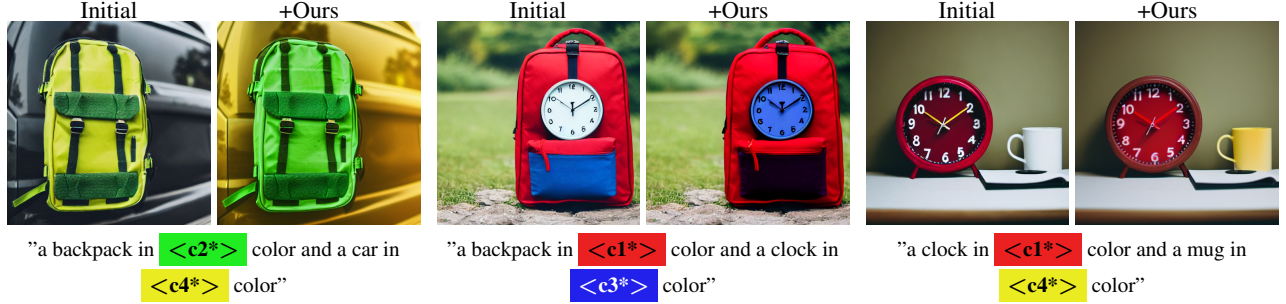 Initial +Ours Initial +Ours Initial +Ours
”a backpack in <c2*> color and a car in
<c4*> color”
”a backpack in <c1*> color and a clock in
<c3*> color”
”a clock in <c1*> color and a mug in
<c4*> color”